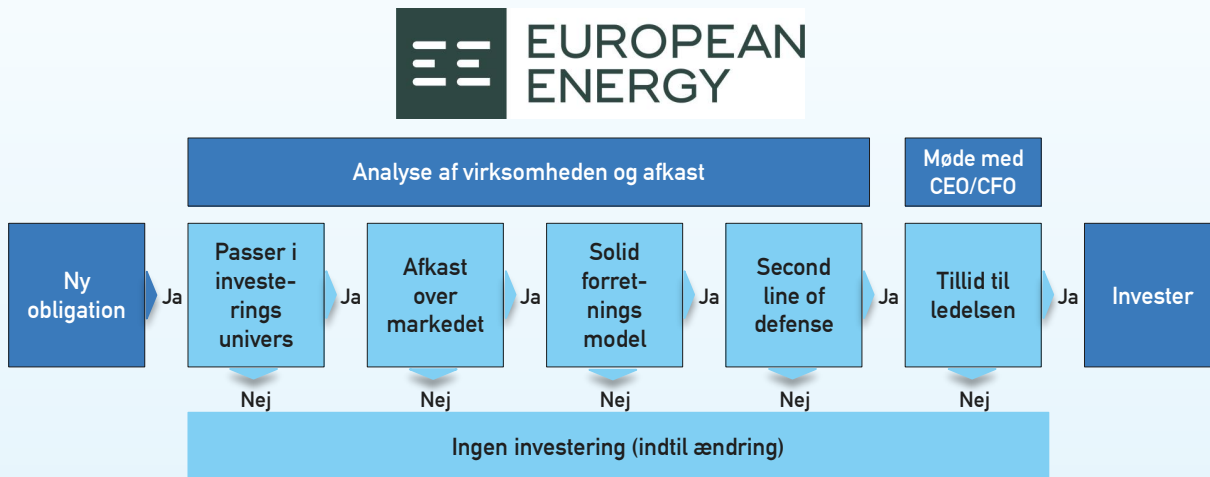 EUROPEAN
ENERGY
Analyse af virksomheden og afkast
Møde med
CEO/CFO
Ny
obligation
Ja
Passer i
investe-
rings
univers
Ja
Afkast
over
markedet
Ja
Solid
forret-
nings
model
Ja
Second
line of
defense
Ja
Tillid til
ledelsen
Ja
Invester
Nej
Nej
Nej
Nej
Nej
Ingen investering (indtil ændring)